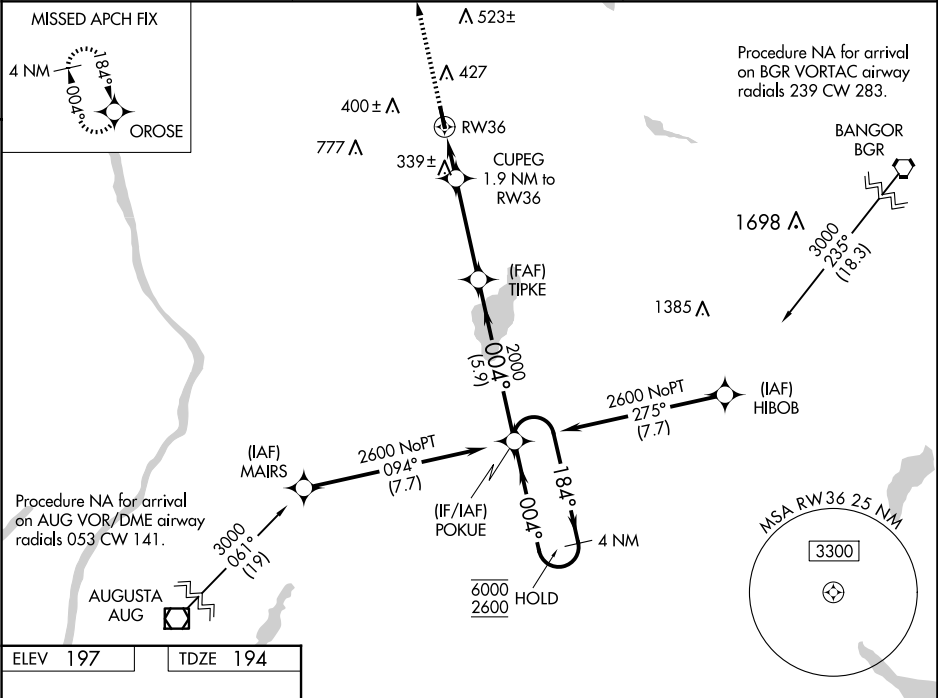 MISSED APCH FIX
4 NM
184°
004°
OROSE
523±
427
400±
RW36
777
339±
CUPEG
1.9 NM to
RW36
Procedure NA for arrival
on BGR VORTAC airway
radials 239 CW 283.
BANGOR
BGR
1698
3000
235°
(18.3)
(FAF)
TIPKE
1385
2000
004°
(5.9)
2600 NoPT
275°
(7.7)
(IAF)
HIBOB
(IAF)
MAIRS
2600 NoPT
094°
(7.7)
(IF/IAF)
POKUE
004°
184°
4 NM
6000
2600
HOLD
Procedure NA for arrival
on AUG VOR/DME airway
radials 053 CW 141.
3000
061°
(19)
AUGUSTA
AUG
MSA RW36 25 NM
3300
ELEV 197
TDZE 194